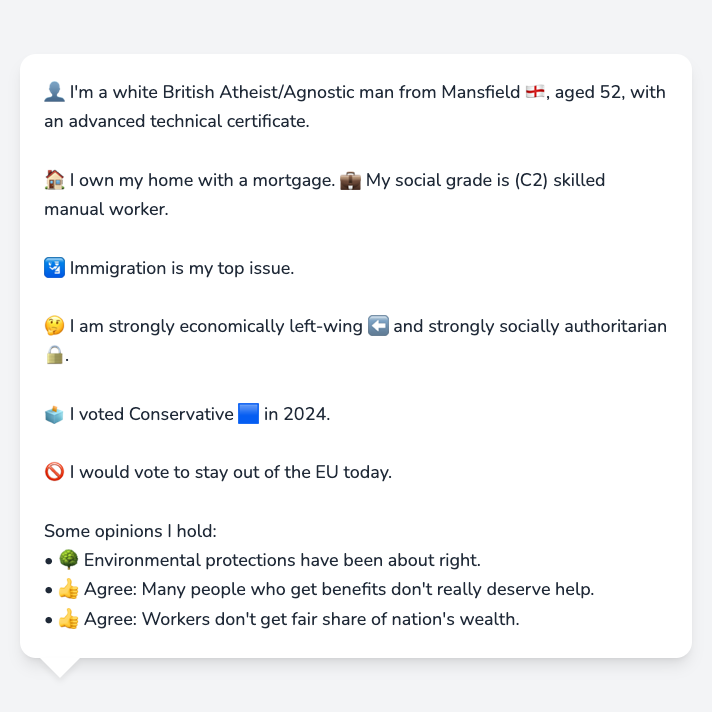 👤 I'm a white British Atheist/Agnostic man from Mansfield 🏴󠁧󠁢󠁥󠁮󠁧󠁿, aged 52, with
an advanced technical certificate.
🏠 I own my home with a mortgage. 💼 My social grade is (C2) skilled
manual worker.
🛂 Immigration is my top issue.
🤔 I am strongly economically left-wing ⬅️ and strongly socially authoritarian
🔒.
🗳️ I voted Conservative 🟦 in 2024.
🚫 I would vote to stay out of the EU today.
Some opinions I hold:
• 🌳 Environmental protections have been about right.
• 👍 Agree: Many people who get benefits don't really deserve help.
• 👍 Agree: Workers don't get fair share of nation's wealth.